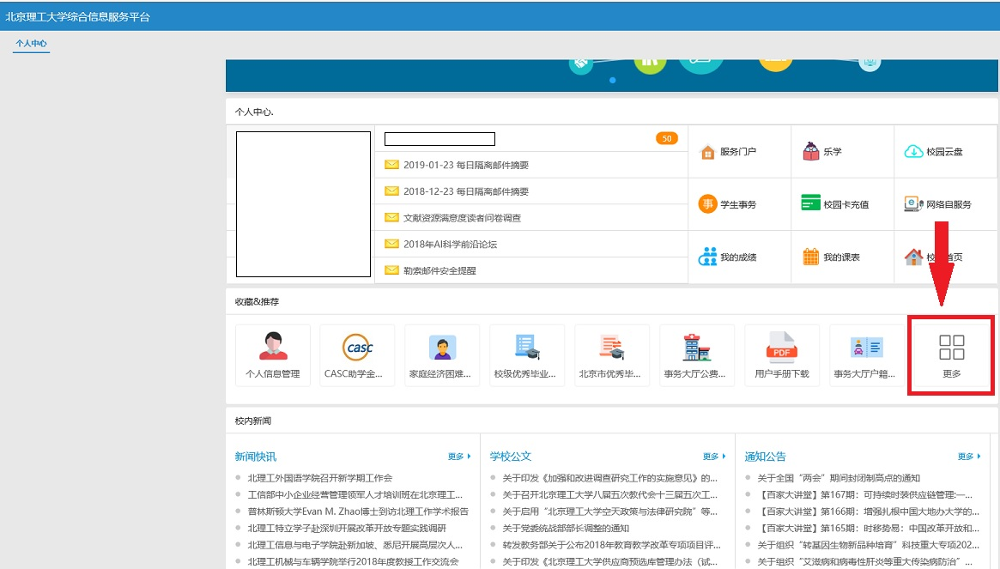 北京理工大学综合信息服务平台
个人中心
个人中心.
50
2019-01-23 每日隔离邮件摘要
2018-12-23 每日隔离邮件摘要
文献资源满意度读者问卷调查
2018年AI科学前沿论坛
勒索邮件安全提醒
服务门户
乐学
校园云盘
事
学生事务
校园卡充值
e
网络自服务
我的成绩
我的课表
校 首页
收藏&推荐
个人信息管理
casc
CASC助学金...
家庭经济困难...
校级优秀毕业...
北京市优秀毕...
事务大厅公费...
PDF
用户手册下载
事务大厅户籍...
更多
校内新闻
新闻快讯 更多
北理工外国语学院召开新学期工作会
工信部中小企业经营管理领军人才培训班在北京理工...
普林斯顿大学Evan M. Zhao博士到访北理工作学术报告
北理工特立学子赴深圳开展改革开放专题实践调研
北理工信息与电子学院赴新加坡、悉尼开展高层次人...
北理工机械与车辆学院举行2018年度教授工作交流会
学校公文 更多
关于印发《加强和改进调查研究工作的实施意见》的...
关于召开北京理工大学八届五次教代会十三届五次工...
关于启用“北京理工大学空天政策与法律研究院”等...
关于党委统战部部长调整的通知
转发教务部关于公布2018年教育教学改革专项项目评...
关于印发《北京理工大学供应商预选库管理办法（试...
通知公告 更多
关于全国“两会”期间封闭制高点的通知
【百家大讲堂】第167期：可持续时装供应链管理:一...
【百家大讲堂】第166期：增强扎根中国大地办大学的...
【百家大讲堂】第165期：时移势易：中国改革开放和...
关于组织“转基因生物新品种培育”科技重大专项202...
关于组织“艾滋病和病毒性肝炎等重大传染病防治”...